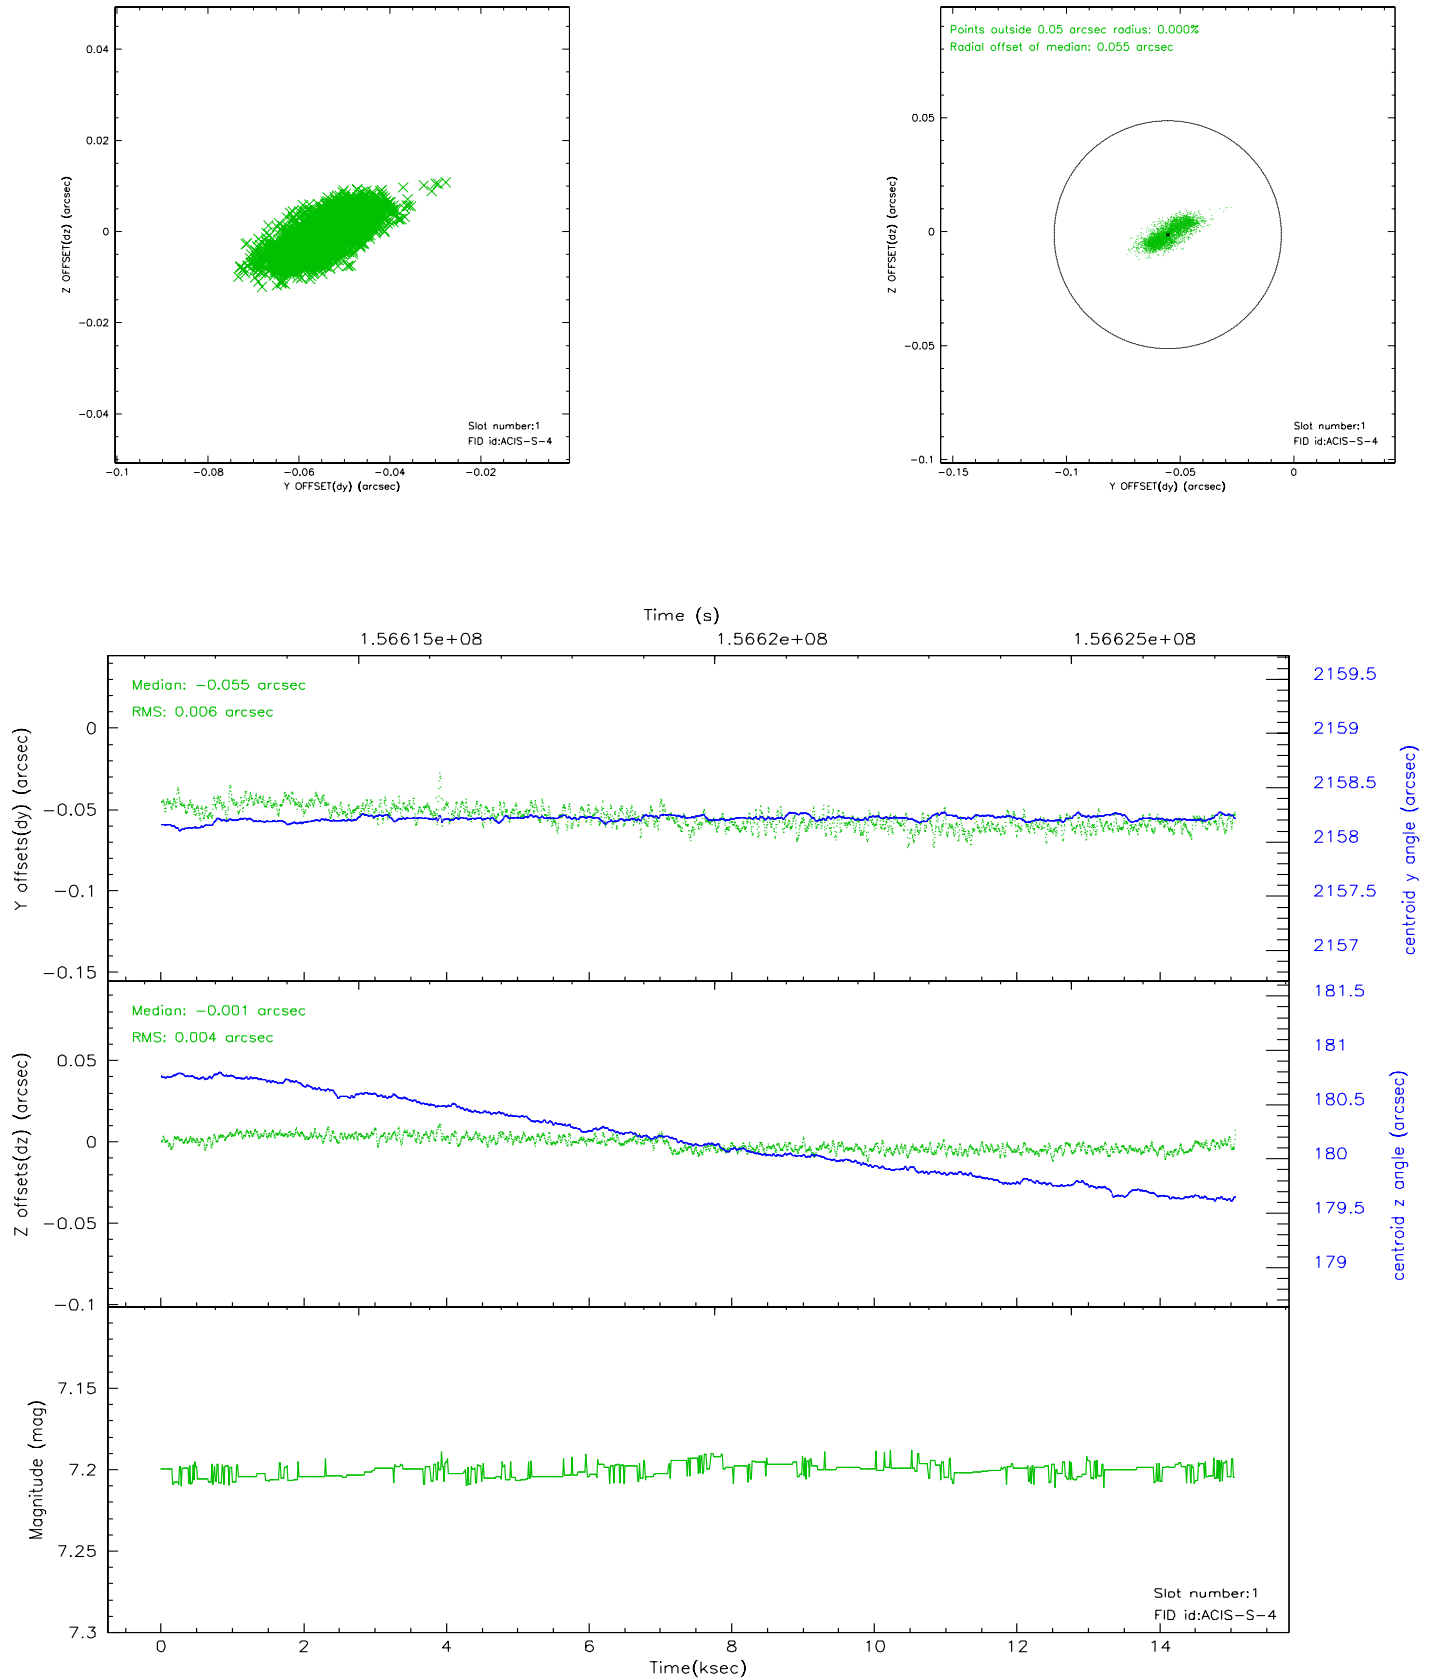 0.04
0.02
0
-0.02
-0.04
Z OFFSET(dz) (arcsec)
Slot number:1
FID id:ACIS-S-4
-0.1
-0.08
-0.06
-0.04
-0.02
Y OFFSET(dy) (arcsec)
Points outside 0.05 arcsec radius: 0.000%
Radial offset of median: 0.055 arcsec
0.05
0
-0.05
-0.1
Z OFFSET(dz) (arcsec)
Slot number:1
FID id:ACIS-S-4
-0.15
-0.1
-0.05
0
Y OFFSET(dy) (arcsec)
Time (s)
1.56615e+08
1.5662e+08
1.56625e+08
Median: -0.055 arcsec
RMS: 0.006 arcsec
0
-0.05
-0.1
-0.15
Y offsets(dy) (arcsec)
2159.5
2159
2158.5
2158
2157.5
2157
centroid y angle (arcsec)
Median: -0.001 arcsec
RMS: 0.004 arcsec
0.05
0
-0.05
-0.1
Z offsets(dz) (arcsec)
181.5
181
180.5
180
179.5
179
centroid z angle (arcsec)
7.15
7.2
7.25
7.3
Magnitude (mag)
Slot number:1
FID id:ACIS-S-4
0
2
4
6
8
10
12
14
Time(ksec)